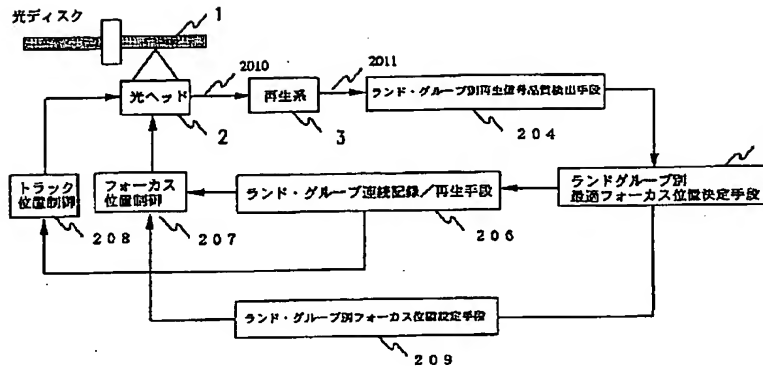 光ディスク
1
2010
2011
光ヘッド
再生系
ランド・グループ別再生信号品質検出手段
2
3
204
トラック
位置制御
フォーカス
位置制御
ランド・グループ連続記録/再生手段
ランドグループ別
最適フォーカス位置決定手段
208
207
206
ランド・グループ別フォーカス位置設定手段
209